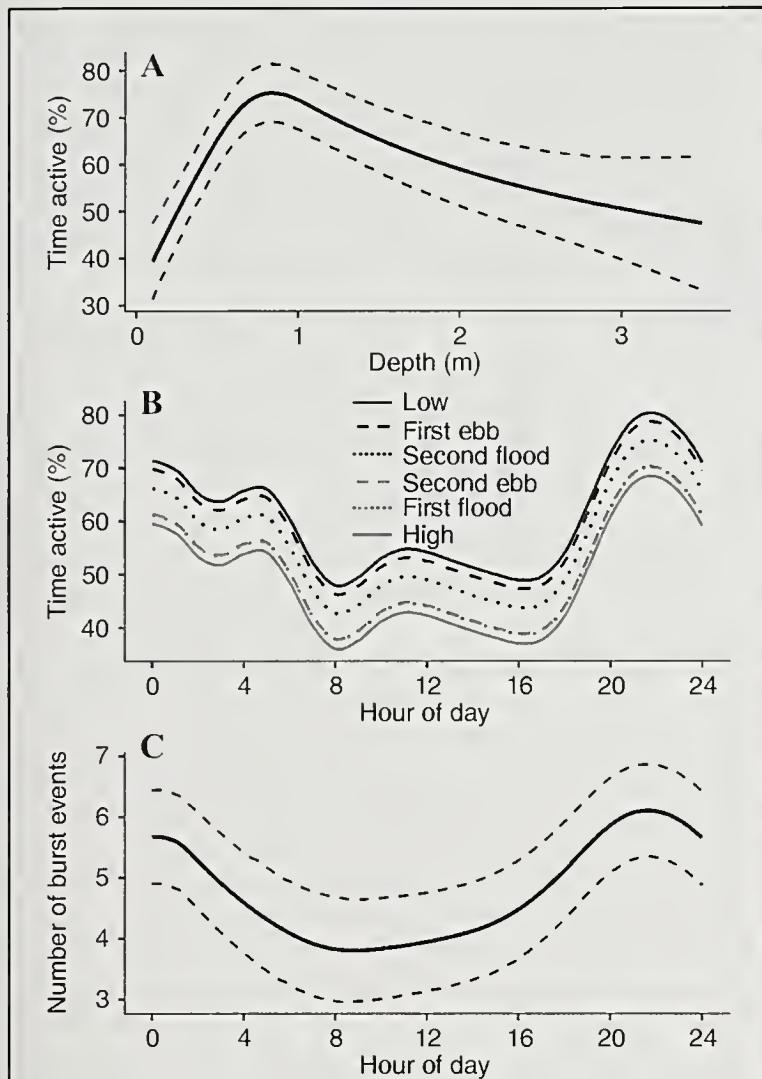 A
Time active (%)
80
70
60
50
40
30
0 1 2 3
Depth (m)
B
Time active (%)
80
70
60
50
40
Low
First ebb
Second flood
Second ebb
First flood
High
0 4 8 12 16 20 24
Hour of day
C
Number of burst events
7
6
5
4
3
0 4 8 12 16 20 24
Hour of day